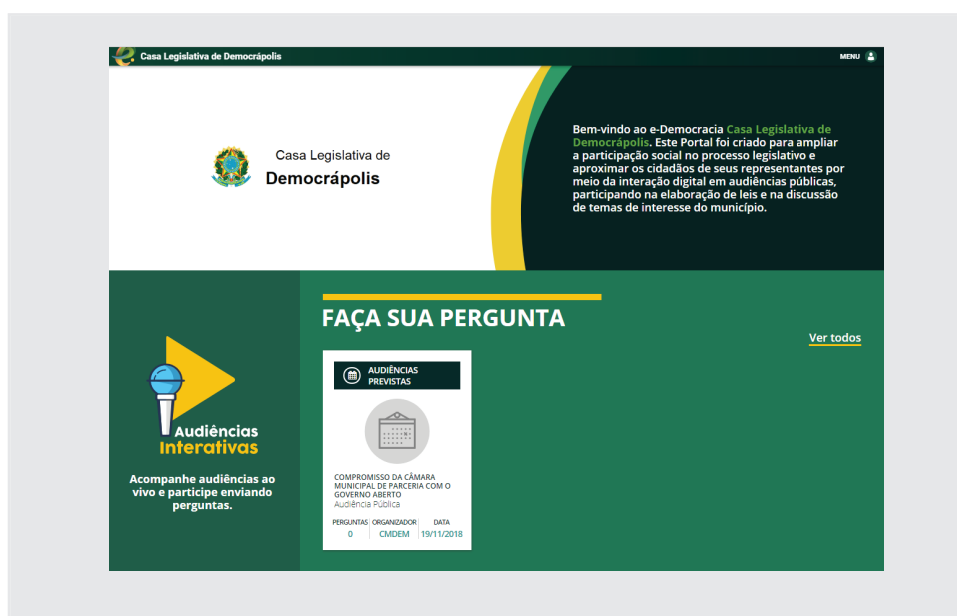 Casa Legislativa de Democrápolis
MENU
Casa Legislativa de
Democrápolis
Bem-vindo ao e-Democracia Casa Legislativa de
Democrápolis. Este Portal foi criado para ampliar
a participação social no processo legislativo e
aproximar os cidadãos de seus representantes por
meio da interação digital em audiências públicas,
participando na elaboração de leis e na discussão
de temas de interesse do município.
Audiências
Interativas
Acompanhe audiências ao
vivo e participe enviando
perguntas.
FAÇA SUA PERGUNTA
Ver todos
AUDIÊNCIAS
PREVISTAS
COMPROMISSO DA CÂMARA
MUNICIPAL DE PARCERIA COM O
GOVERNO ABERTO
Audiência Pública
PERGUNTAS ORGANIZADOR DATA
0 CMDEM 19/11/2018